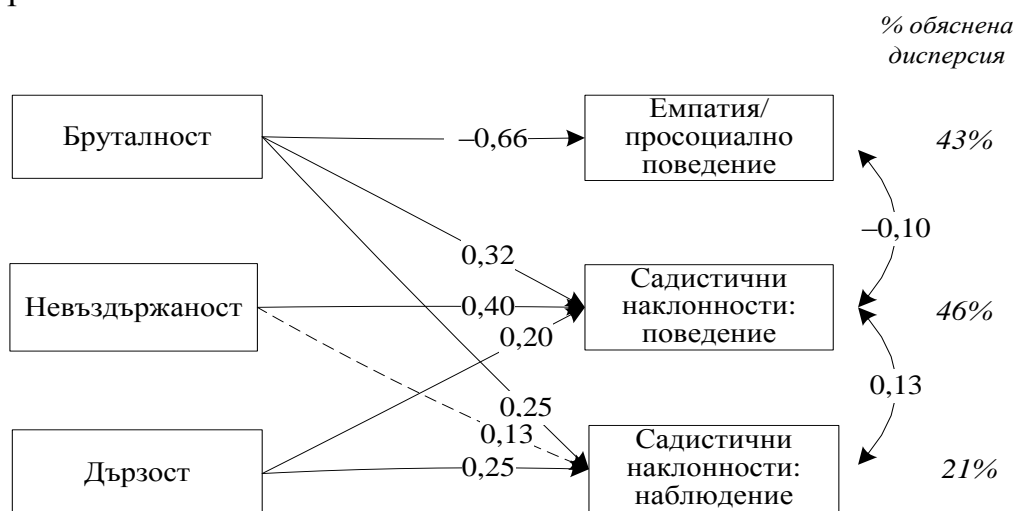 % обяснена
дисперсия
Бруталност
–0,66
Емпатия/
просоциално
поведение
43%
–0,10
0,32
Невъздържаност
0,40
Садистични
наклонности:
поведение
46%
0,20
0,13
0,25
0,13
Дързост
0,25
Садистични
наклонности:
наблюдение
21%